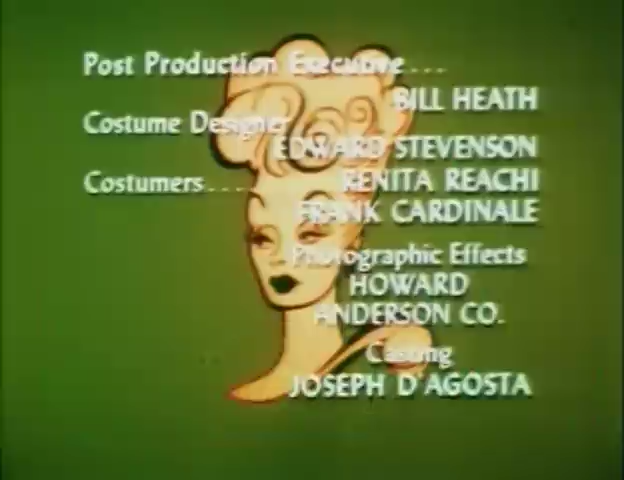 Post Production Executive...
BILL HEATH
Costume Designer
EDWARD STEVENSON
Costumers.... RENITA REACHI
FRANK CARDINALE
Photographic Effects
HOWARD
ANDERSON CO.
Casting
JOSEPH D'AGOSTA